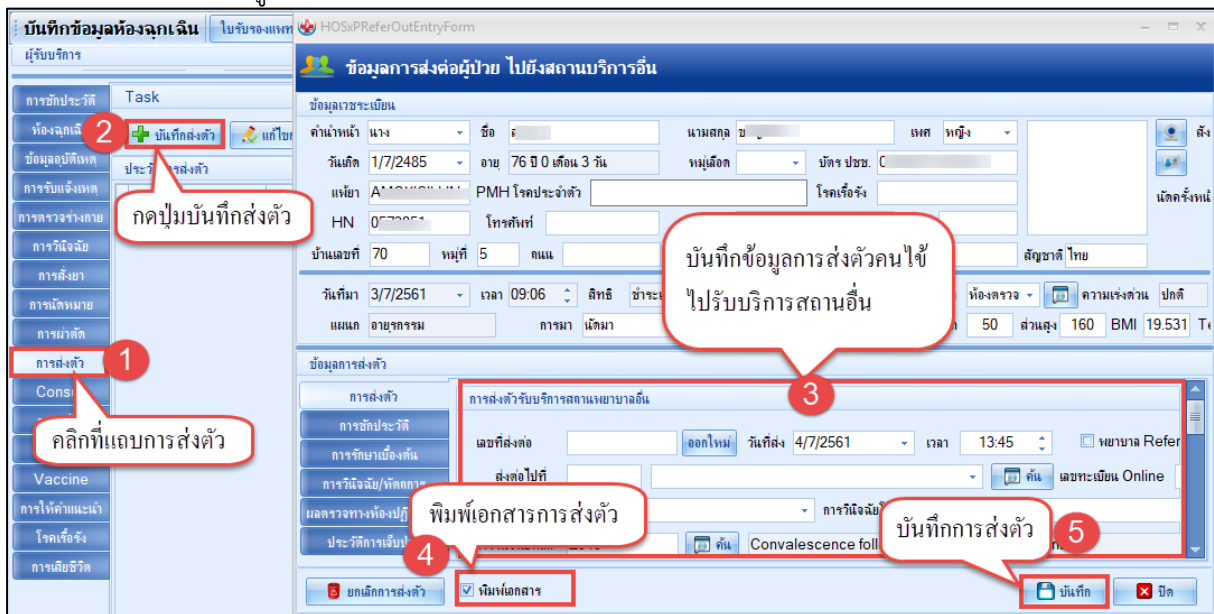 บันทึกข้อมูลห้องฉุกเฉิน ใบรับรองแพท HOSxPReferOutEntryForm
ผู้รับบริการ
ข้อมูลการส่งต่อผู้ป่วย ไปยังสถานบริการอื่น
การซักประวัติ Task ข้อมูลเวชระเบียน
ห้องฉุกเฉิ 2 บันทึกส่งตัว แก้ไข คำนำหน้า นาง ชื่อ นามสกุล เพศ หญิง
ข้อมูลอุบัติเหตุ ประวั รส่งตัว วันเกิด 1/7/2485 อายุ 76 ปี 0 เดือน 3 วัน หมู่เลือด บัตร ปชช.
การรับแจ้งเหตุ แพ้ยา PMH โรคประจำตัว โรคเรื้อรัง นัดครั้งหน้
การตรวจร่างกาย กดปุ่มบันทึกส่งตัว HN โทรศัพท์
การวินิจฉัย บ้านเลขที่ 70 หมู่ที่ 5 ถนน สัญชาติ ไทย
บันทึกข้อมูลการส่งตัวคนไข้
ไปรับบริการสถานอื่น
การสั่งยา
การนัดหมาย วันที่มา 3/7/2561 เวลา 09:06 สิทธิ ชำระเ ห้องตรวจ ความเร่งด่วน ปกติ
การผ่าตัด แผนก อายุรกรรม การมา นัดมา 50 ส่วนสูง 160 BMI 19.531
การส่งตัว 1 ข้อมูลการส่งตัว
Cons การส่งตัว การส่งตัวรับบริการสถานพยาบาลอื่น 3
คลิกที่แถบการส่งตัว การซักประวัติ เลขที่ส่งต่อ ออกใหม่ วันที่ส่ง 4/7/2561 เวลา 13:45 พยาบาล Refer
การรักษาเบื้องต้น
Vaccine การวินิจฉัย/หัตถการ ส่งต่อไปที่ ค้น เลขทะเบียน Online
การให้คำแนะนำ ผลตรวจทางห้องปฏิ พิมพ์เอกสารการส่งตัว การวินิจฉัย บันทึกการส่งตัว 5
โรคเรื้อรัง ประวัติการเจ็บป 4 ค้น Convalescence foll
การเสียชีวิต
ยกเลิกการส่งตัว พิมพ์เอกสาร บันทึก ปิด